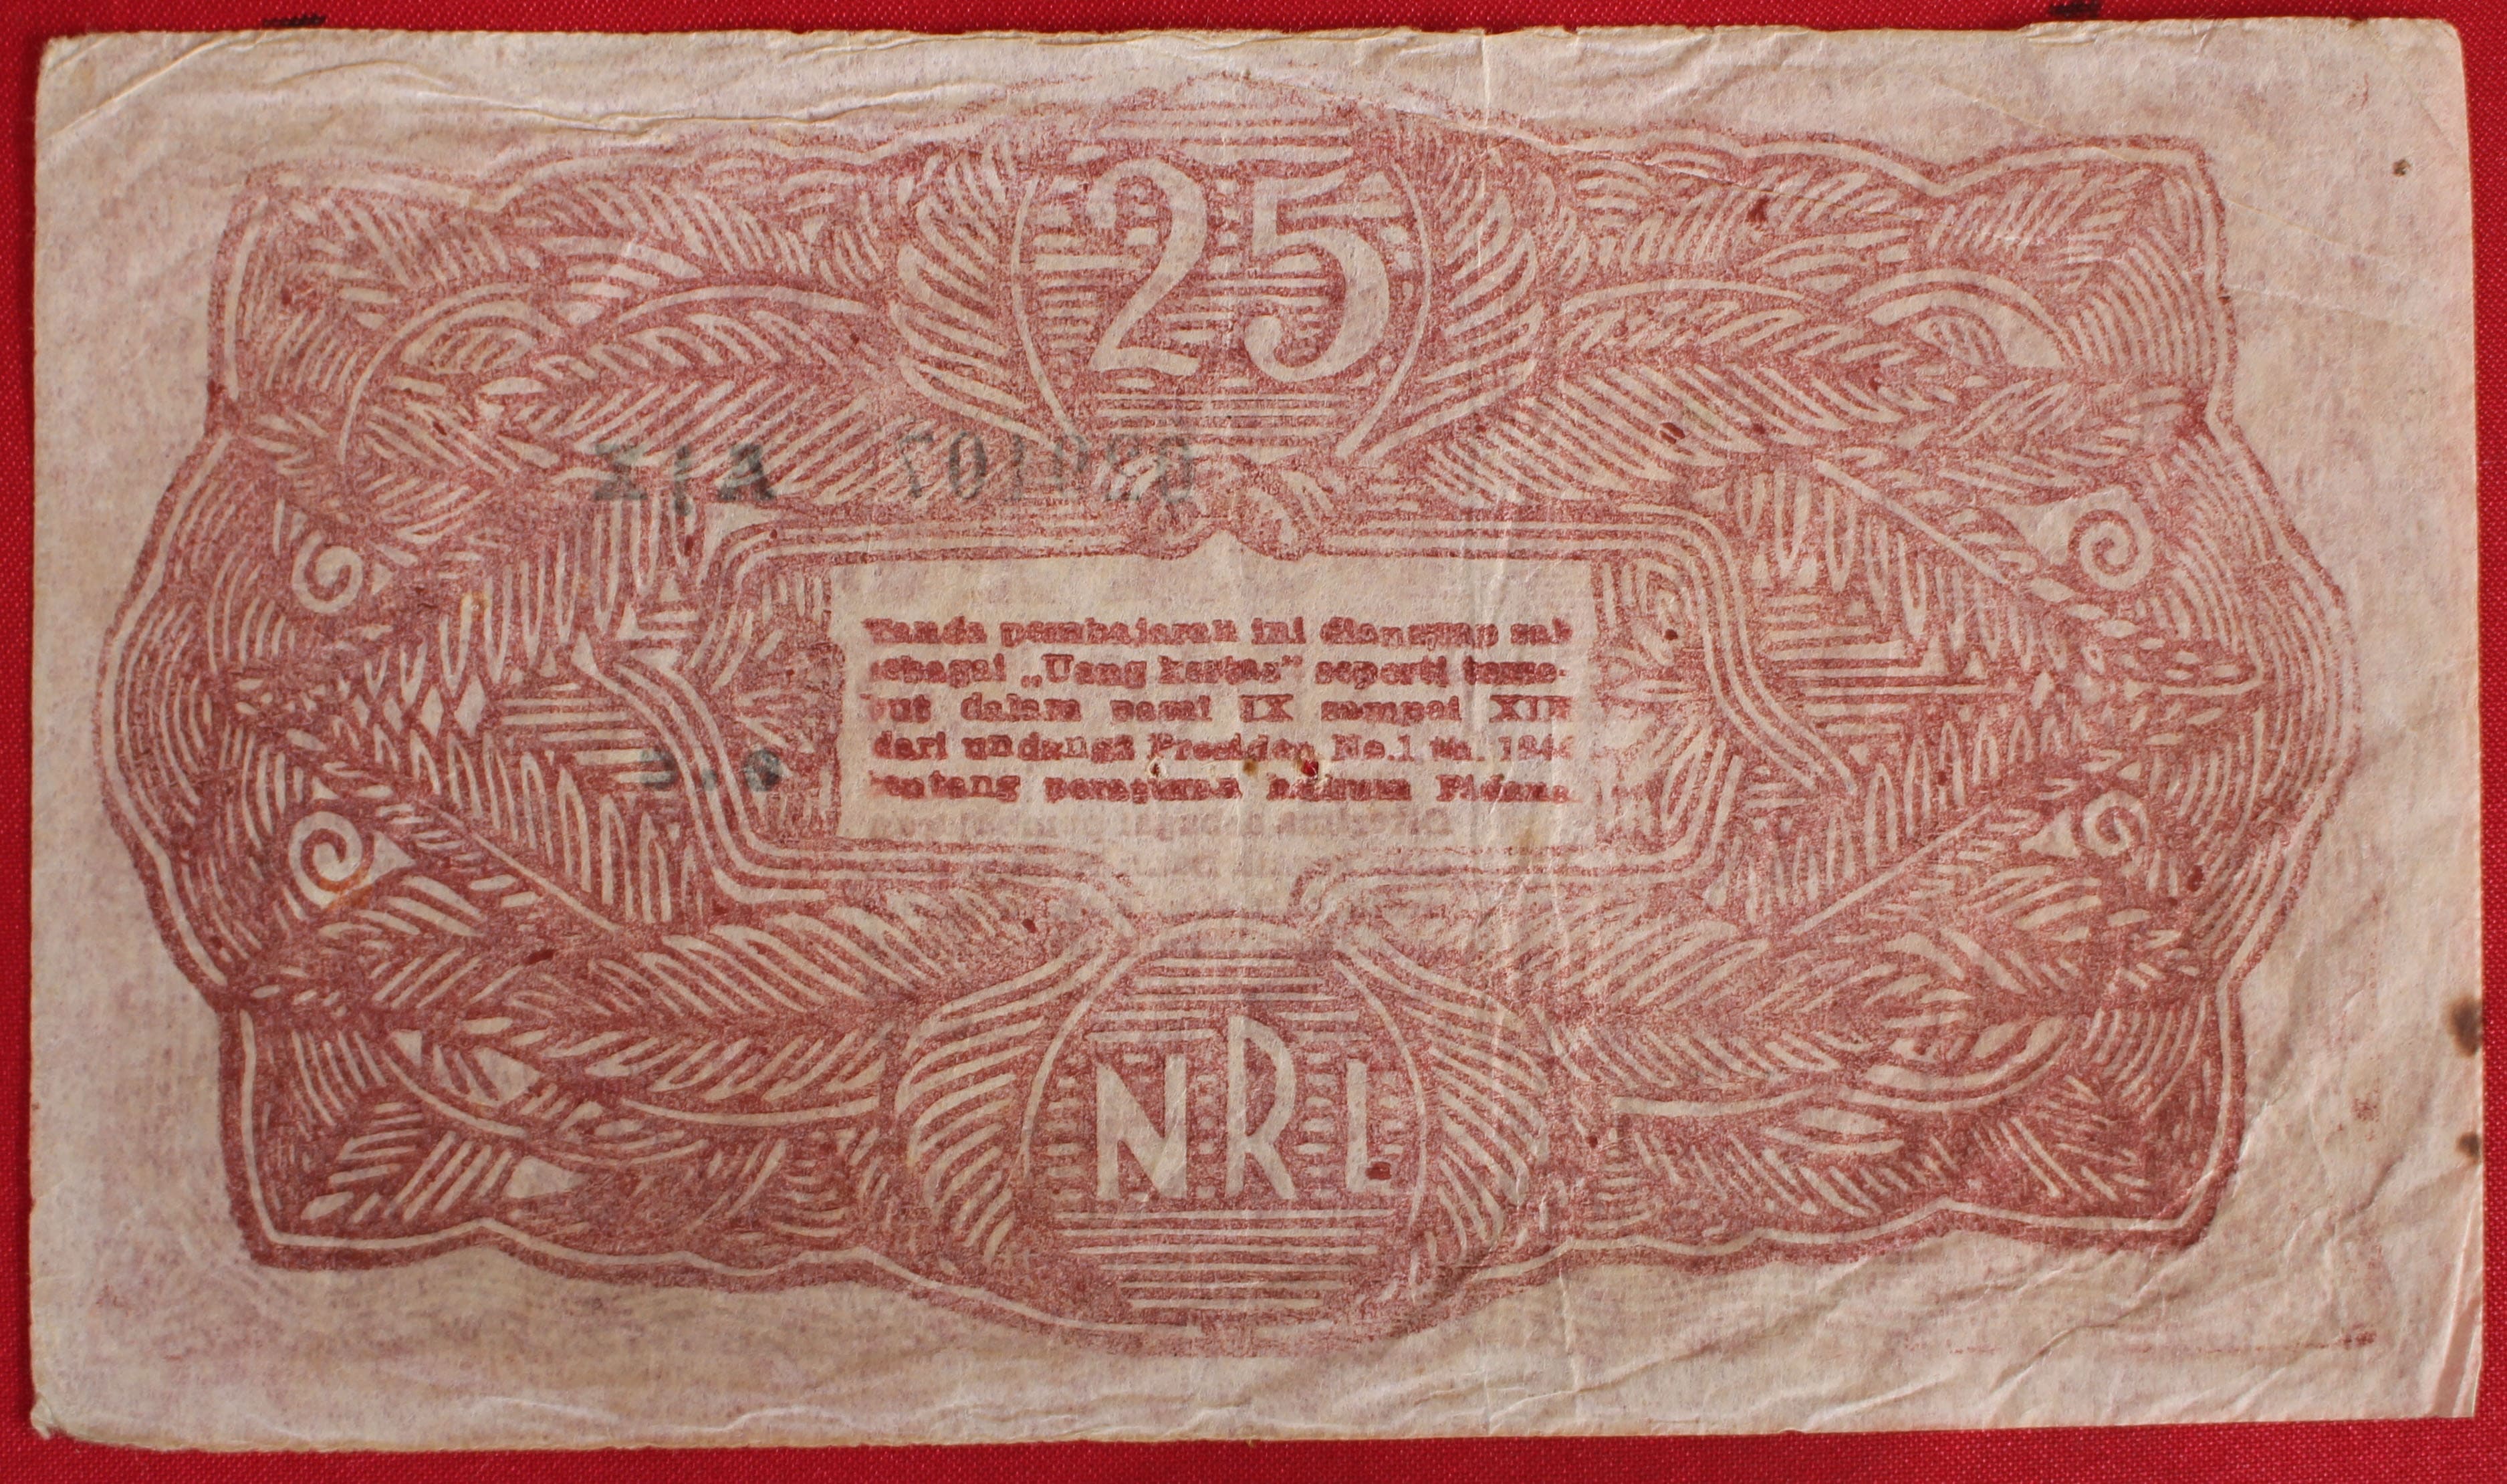 25
Tanda pembajaran ini dianggap sah
sebagai „Uang kertas" seperti terse-
but dalam pasal IX sampai XIII
dari undang2 Presiden No.1 th. 1946
tentang peraturan hukum Pidana
NRL